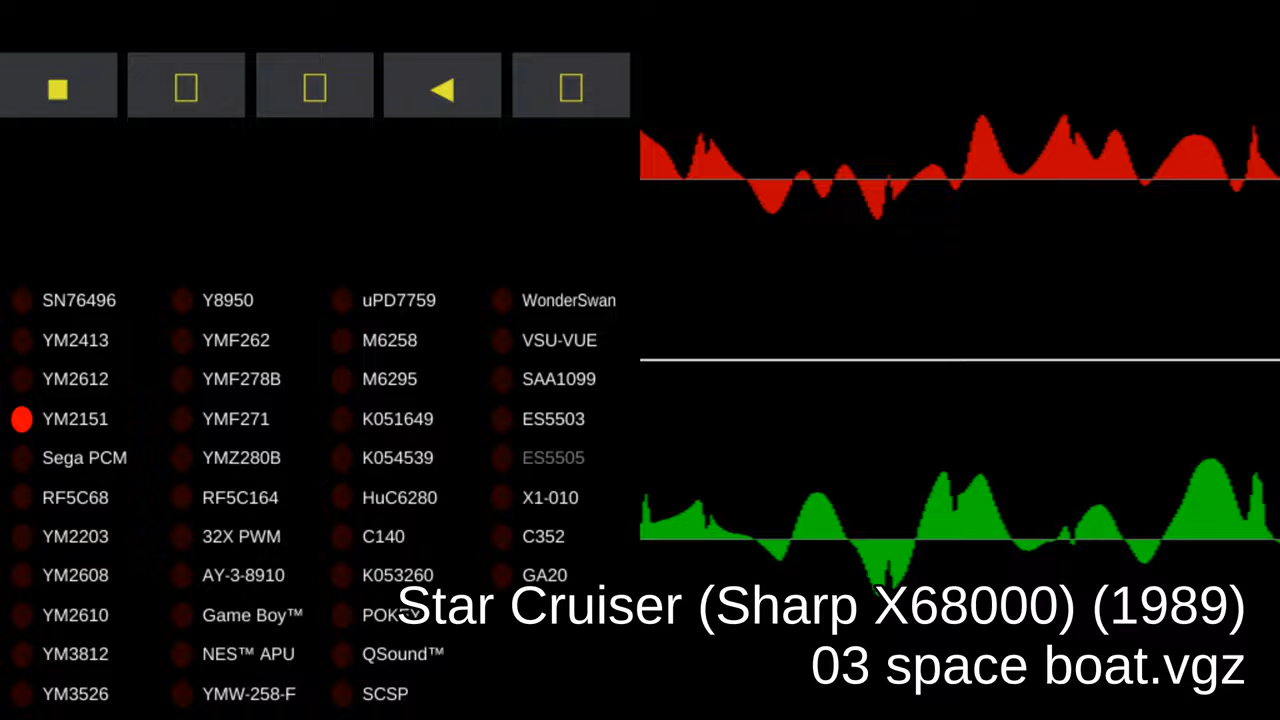 SN76496 Y8950 uPD7759 WonderSwan
YM2413 YMF262 M6258 VSU-VUE
YM2612 YMF278B M6295 SAA1099
YM2151 YMF271 K051649 ES5503
Sega PCM YMZ280B K054539 ES5505
RF5C68 RF5C164 HuC6280 X1-010
YM2203 32X PWM C140 C352
YM2608 AY-3-8910 K053260 GA20
YM2610 Game Boy™ POKEY
YM3812 NES™ APU QSound™
YM3526 YMW-258-F SCSP
Star Cruiser (Sharp X68000) (1989)
03 space boat.vgz